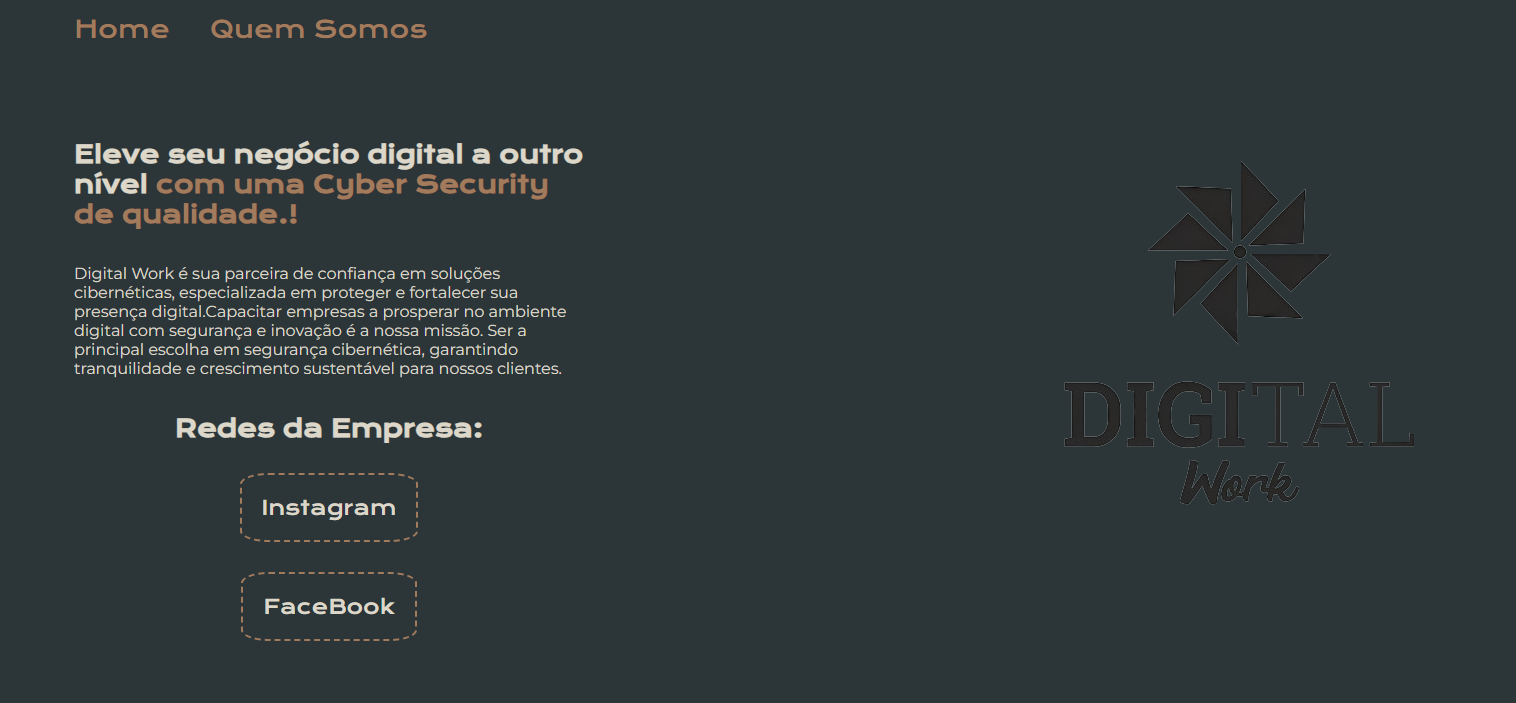 Home Quem Somos
Eleve seu negócio digital a outro
nível com uma Cyber Security
de qualidade.!
Digital Work é sua parceira de confiança em soluções
cibernéticas, especializada em proteger e fortalecer sua
presença digital.Capacitar empresas a prosperar no ambiente
digital com segurança e inovação é a nossa missão. Ser a
principal escolha em segurança cibernética, garantindo
tranquilidade e crescimento sustentável para nossos clientes.
Redes da Empresa:
Instagram
FaceBook
DIGITAL
Work